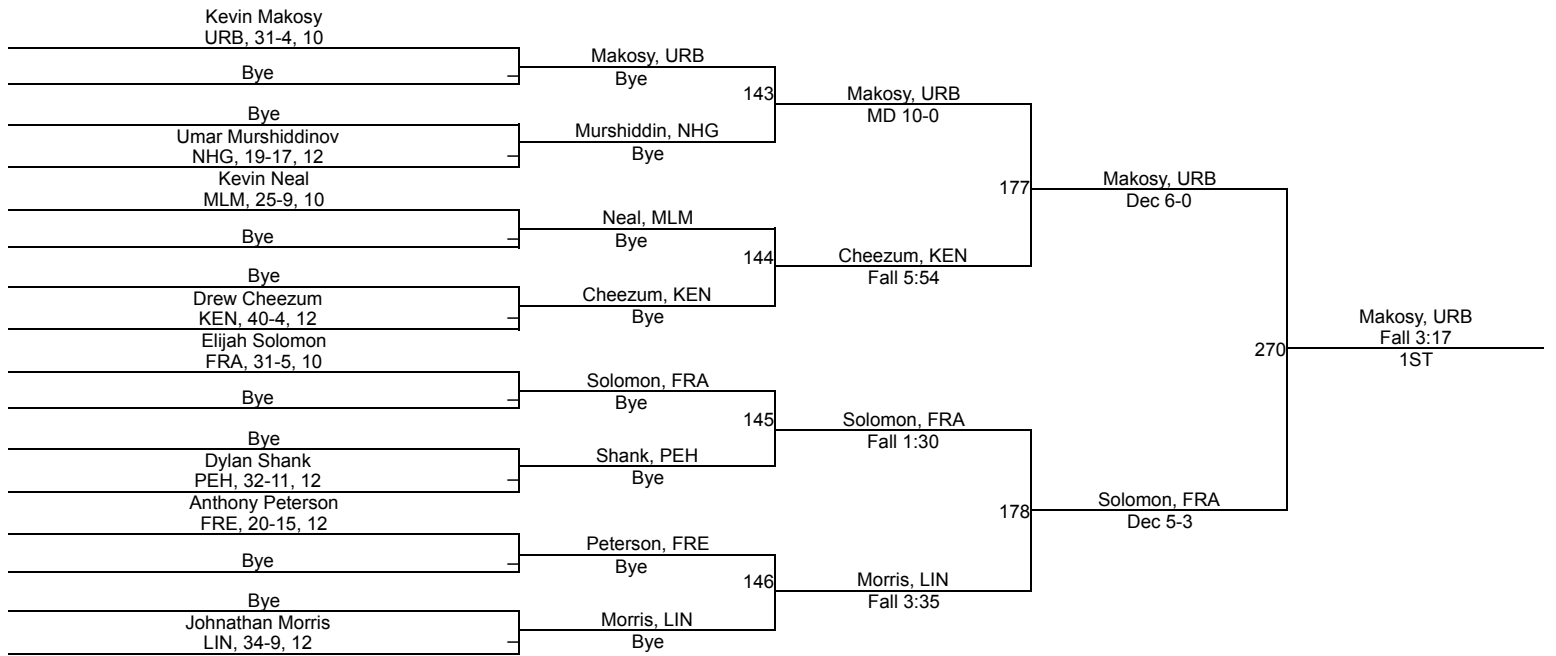 Kevin Makosy
URB, 31-4, 10
Bye
Bye
Umar Murshiddinov
NHG, 19-17, 12
Kevin Neal
MLM, 25-9, 10
Bye
Bye
Drew Cheezum
KEN, 40-4, 12
Elijah Solomon
FRA, 31-5, 10
Bye
Bye
Dylan Shank
PEH, 32-11, 12
Anthony Peterson
FRE, 20-15, 12
Bye
Bye
Johnathan Morris
LIN, 34-9, 12
Makosy, URB
Bye
Murshiddin, NHG
Bye
Neal, MLM
Bye
Cheezum, KEN
Bye
Solomon, FRA
Bye
Shank, PEH
Bye
Peterson, FRE
Bye
Morris, LIN
Bye
143
144
145
146
Makosy, URB
MD 10-0
Cheezum, KEN
Fall 5:54
Solomon, FRA
Fall 1:30
Morris, LIN
Fall 3:35
177
178
Makosy, URB
Dec 6-0
Solomon, FRA
Dec 5-3
270
Makosy, URB
Fall 3:17
1ST